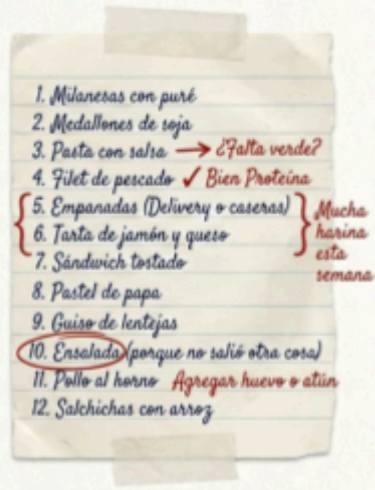 1. Milanesas con puré
2. Medallones de soja
3. Pasta con salsa → ¿Falta verde?
4. Filet de pescado ✓ Bien Proteína
5. Empanadas (Delivery o caseras)
6. Tarta de jamón y queso
Mucha
harina
esta
semana
7. Sándwich tostado
8. Pastel de papa
9. Guiso de lentejas
10. Ensalada (porque no salió otra cosa)
11. Pollo al horno Agregar huevo o atún
12. Salchichas con arroz